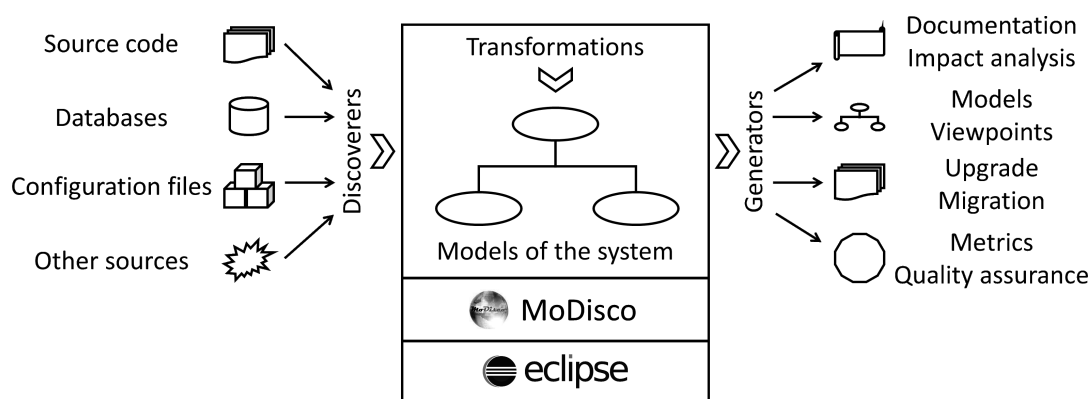 Source code
Databases
Configuration files
Other sources
Discoverers
Transformations
Models of the system
MoDisco
MoDisco
eclipse
Generators
Documentation
Impact analysis
Models
Viewpoints
Upgrade
Migration
Metrics
Quality assurance